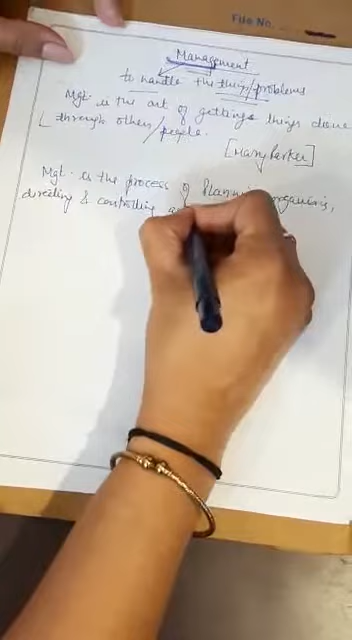 File No.
Management
to handle the things/problems
Mgt. is the art of getting things done
through others/people.
[Mary Parker]
Mgt. is the process of Planning, organising,
directing & controlling